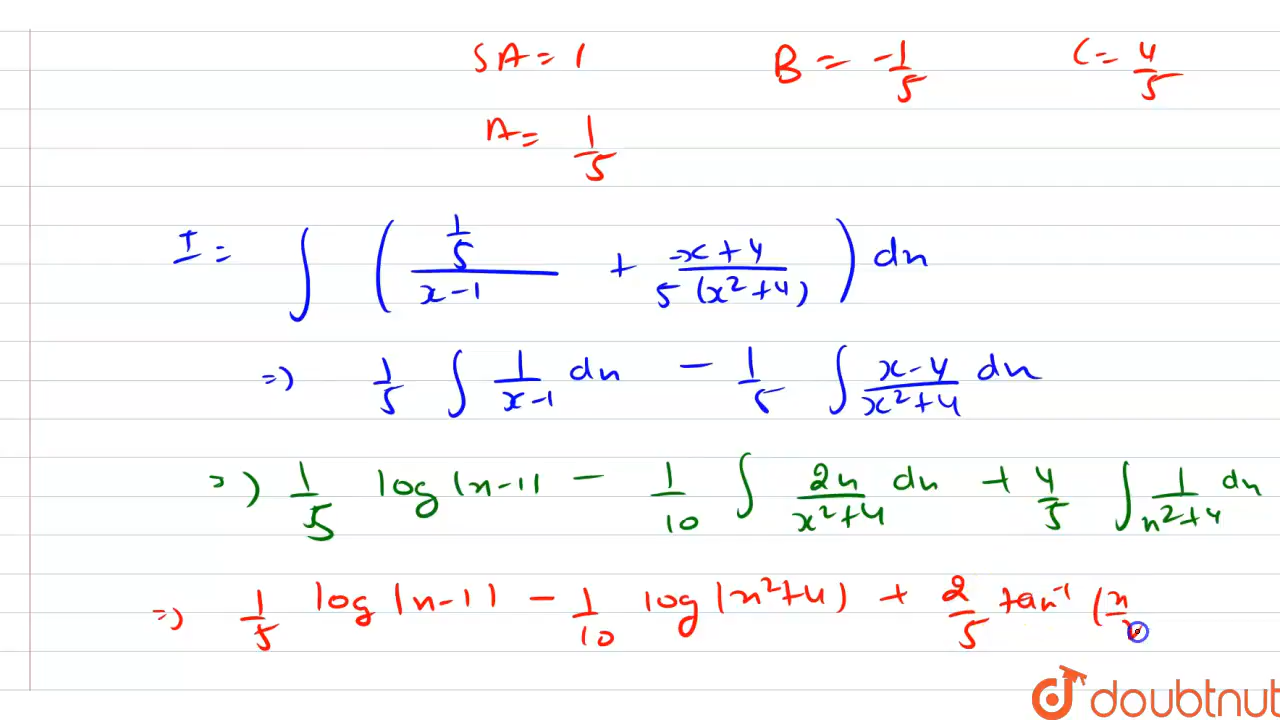 5A = 1 B = -1/5 C = 4/5
A = 1/5
I = ∫ ( (1/5)/(x-1) + (-x+4)/(5(x²+4)) ) dx
=> 1/5 ∫ 1/(x-1) dx - 1/5 ∫ (x-4)/(x²+4) dx
=> 1/5 log|x-1| - 1/10 ∫ 2x/(x²+4) dx + 4/5 ∫ 1/(x²+4) dx
=> 1/5 log|x-1| - 1/10 log|x²+4| + 2/5 tan⁻¹ (x/2
doubtnut